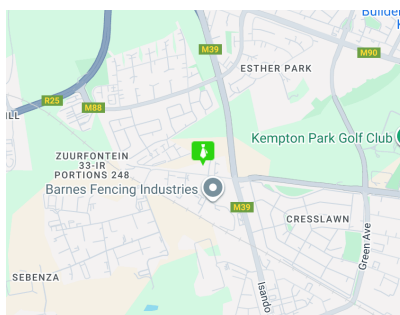 Builder
K
M39
M90
ESTHER PARK
R25
M88
Kempton Park Golf Club
ZUURFONTEIN
33-IR
PORTIONS 248
Barnes Fencing Industries
M39
CRESSLAWN
Green Ave
SEBENZA
Isando